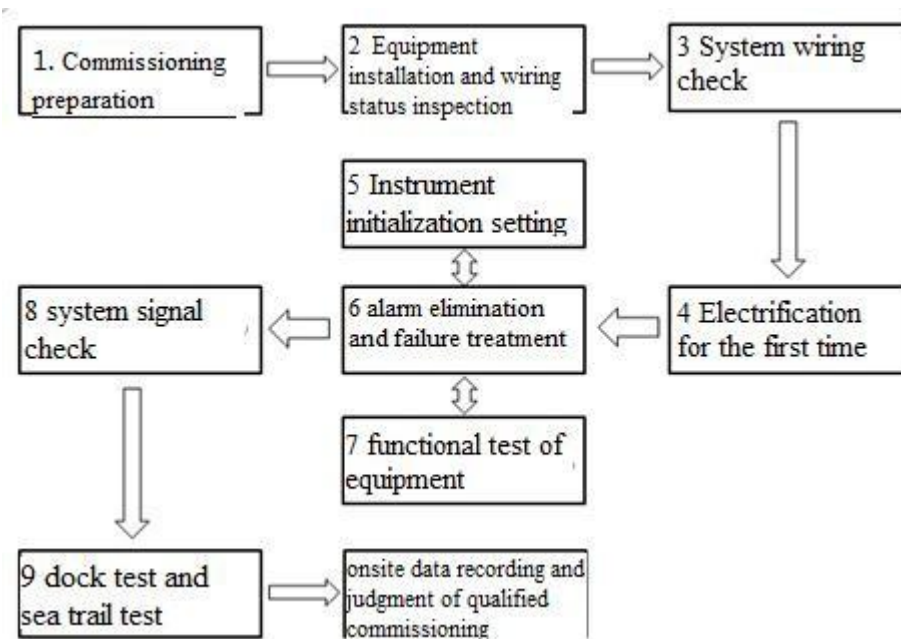 1. Commissioning
preparation
2 Equipment
installation and wiring
status inspection
3 System wiring
check
4 Electrification
for the first time
5 Instrument
initialization setting
6 alarm elimination
and failure treatment
7 functional test of
equipment
8 system signal
check
9 dock test and
sea trail test
onsite data recording and
judgment of qualified
commissioning